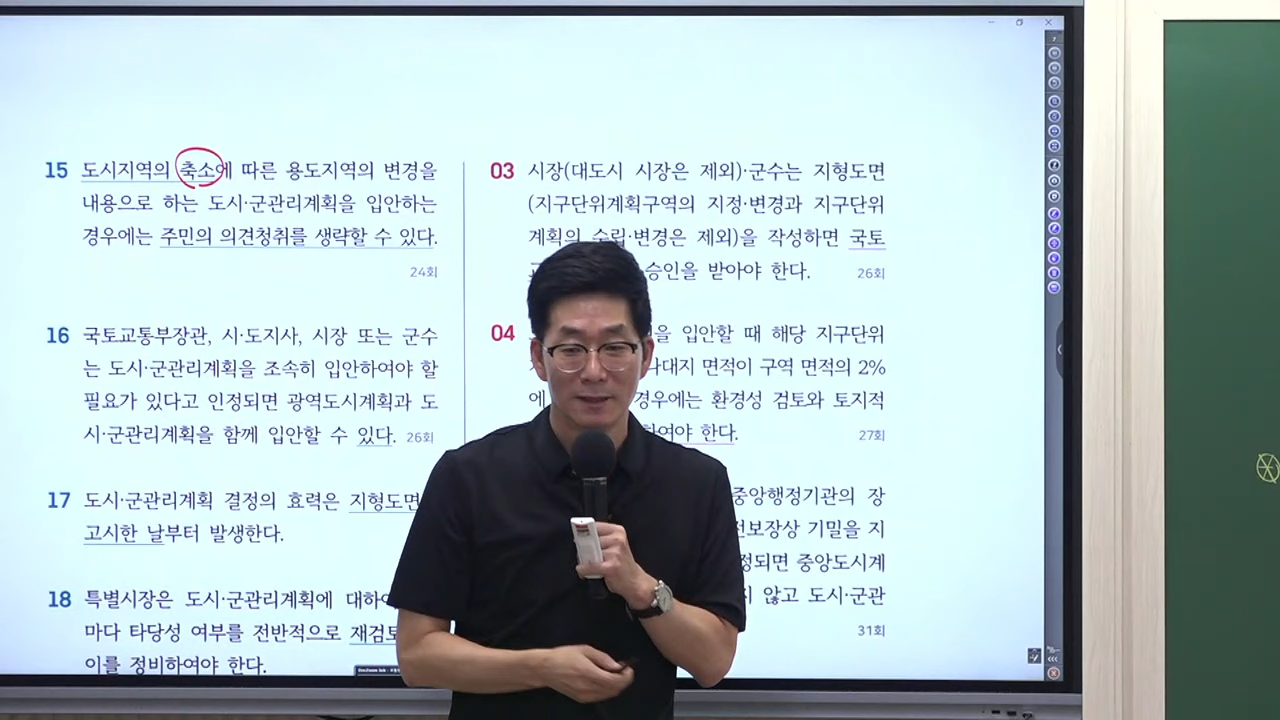 15 도시지역의 축소에 따른 용도지역의 변경을
내용으로 하는 도시·군관리계획을 입안하는
경우에는 주민의 의견청취를 생략할 수 있다.
24회
16 국토교통부장관, 시·도지사, 시장 또는 군수
는 도시·군관리계획을 조속히 입안하여야 할
필요가 있다고 인정되면 광역도시계획과 도
시·군관리계획을 함께 입안할 수 있다. 26회
17 도시·군관리계획 결정의 효력은 지형도면
고시한 날부터 발생한다.
18 특별시장은 도시·군관리계획에
마다 타당성 여부를 전반적으로 재검토
이를 정비하여야 한다.
03 시장(대도시 시장은 제외)·군수는 지형도면
(지구단위계획구역의 지정·변경과 지구단위
계획의 수립·변경은 제외)을 작성하면 국토
승인을 받아야 한다. 26회
04 을 입안할 때 해당 지구단위
나대지 면적이 구역 면적의 2%
에 경우에는 환경성 검토와 토지적
하여야 한다. 27회
중앙행정기관의 장
기밀을 지
되면 중앙도시계
않고 도시·군관
31회